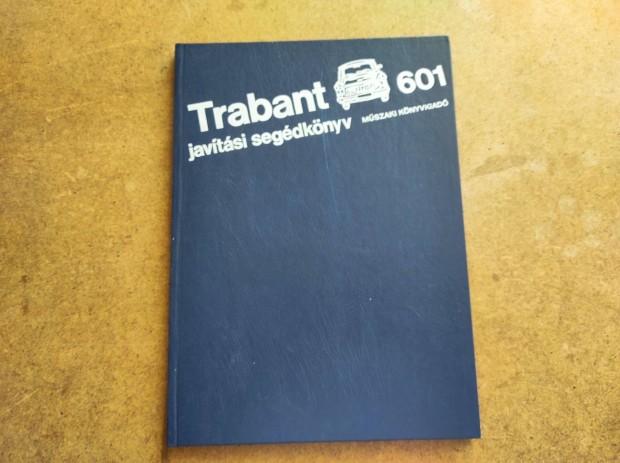 Trabant 601
javítási segédkönyv MŰSZAKI KÖNYVKIADÓ